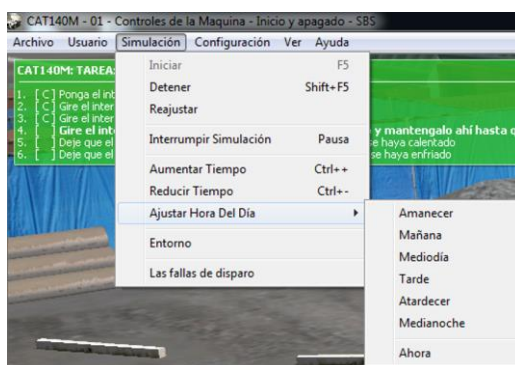 CAT140M - 01 - Controles de la Maquina - Inicio y apagado - SBS
Archivo Usuario Simulación Configuración Ver Ayuda
CAT140M: TAREA:
1. [ C ] Ponga el int
2. [ C ] Gire el inter
3. [ C ] Gire el inter
4. [ ] Gire el inte y mantengalo ahí hasta q
5. [ ] Deje que el se haya calentado
6. [ ] Deje que el se haya enfriado
Iniciar F5
Detener Shift+F5
Reajustar
Interrumpir Simulación Pausa
Aumentar Tiempo Ctrl++
Reducir Tiempo Ctrl+-
Ajustar Hora Del Día
Entorno
Las fallas de disparo
Amanecer
Mañana
Mediodía
Tarde
Atardecer
Medianoche
Ahora